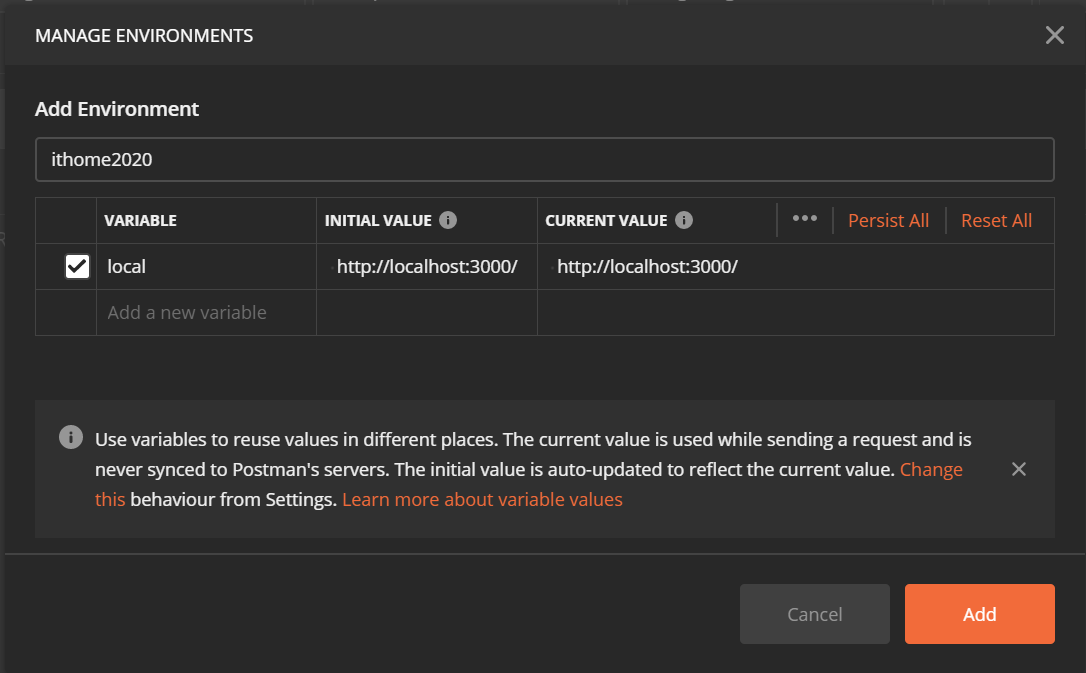 MANAGE ENVIRONMENTS
Add Environment
ithome2020
VARIABLE INITIAL VALUE CURRENT VALUE ••• Persist All Reset All
local http://localhost:3000/ http://localhost:3000/
Add a new variable
Use variables to reuse values in different places. The current value is used while sending a request and is
never synced to Postman's servers. The initial value is auto-updated to reflect the current value. Change
this behaviour from Settings. Learn more about variable values
Cancel Add